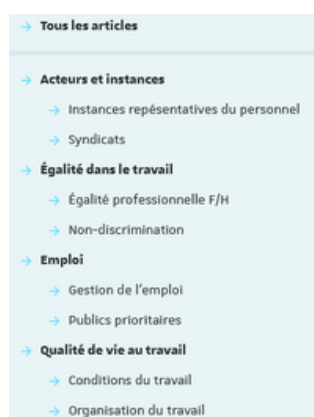 Tous les articles
Acteurs et instances
Instances repésentatives du personnel
Syndicats
Égalité dans le travail
Égalité professionnelle F/H
Non-discrimination
Emploi
Gestion de l'emploi
Publics prioritaires
Qualité de vie au travail
Conditions du travail
Organisation du travail